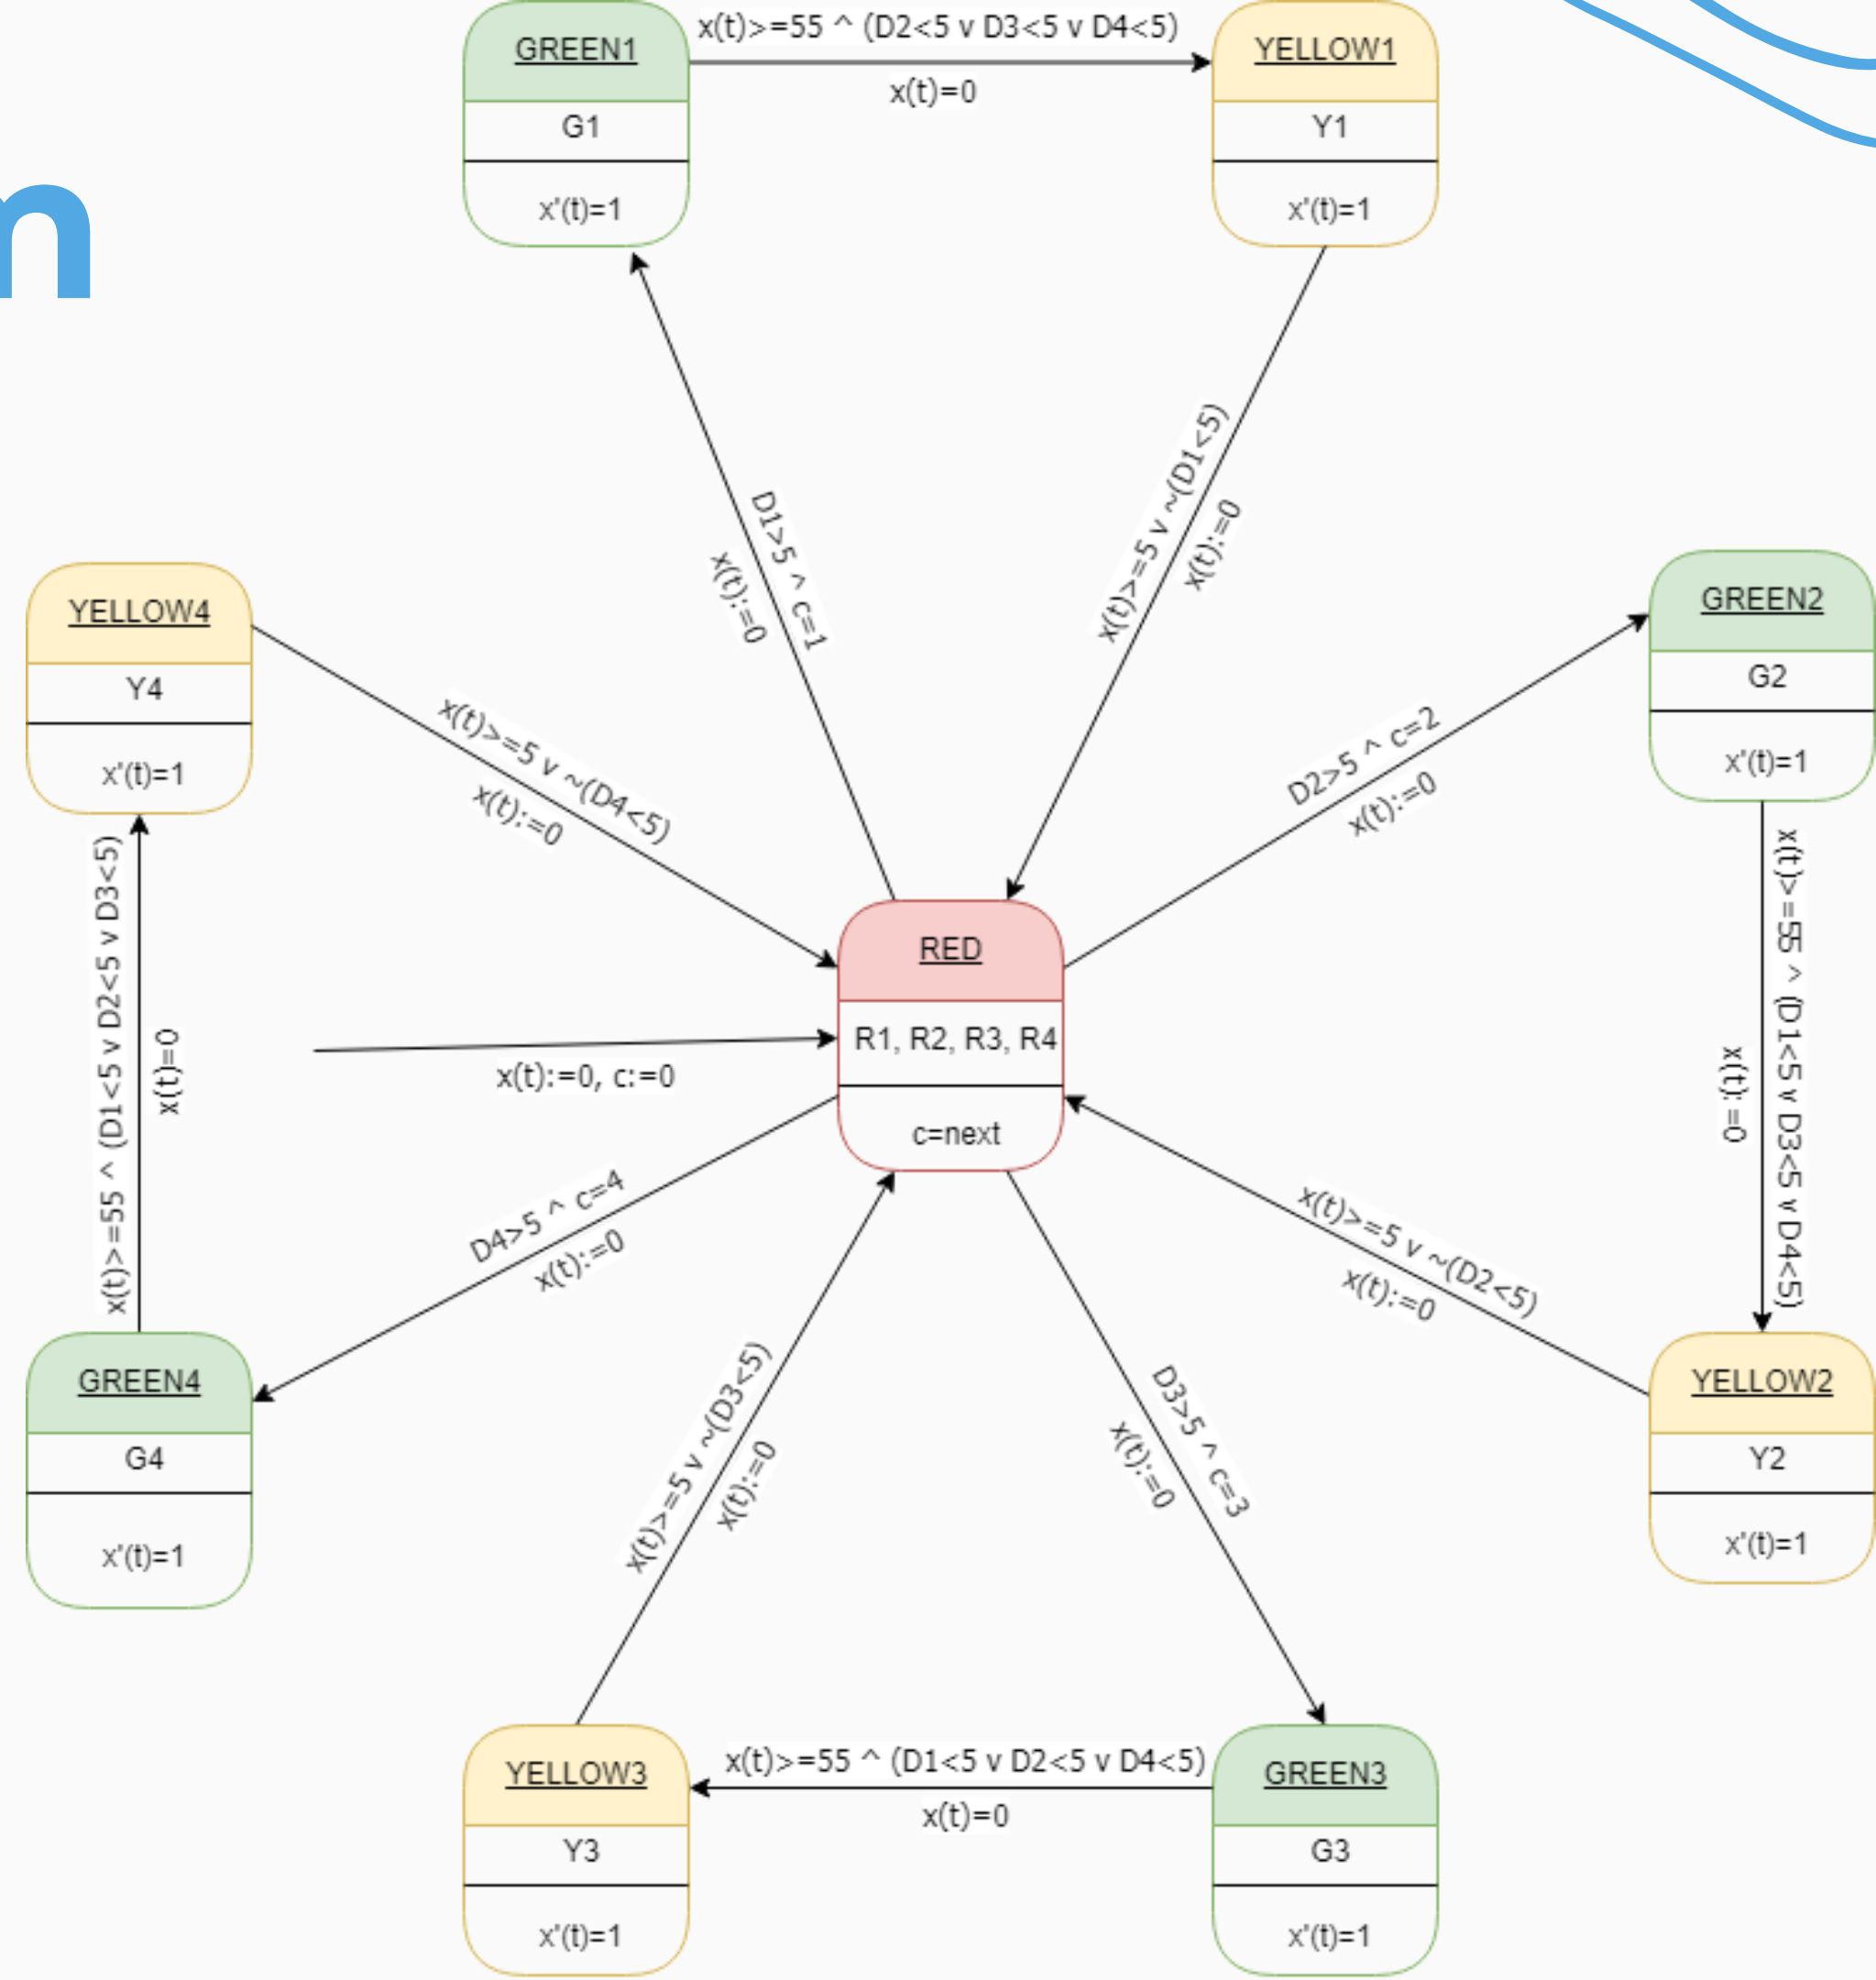 GREEN1
G1
x'(t)=1
x(t)>=55 ^ (D2<5 v D3<5 v D4<5)
x(t)=0
YELLOW1
Y1
x'(t)=1
n
D1>5 ^ c=1
x(t):=0
x(t)>=5 v ~(D1<5)
x(t):=0
YELLOW4
Y4
x'(t)=1
x(t)>=5 v ~(D4<5)
x(t):=0
D2>5 ^ c=2
x(t):=0
GREEN2
G2
x'(t)=1
x(t)>=55 ^ (D1<5 v D2<5 v D3<5)
x(t)=0
x(t):=0, c:=0
RED
R1, R2, R3, R4
c=next
x(t)>=55 ^ (D1<5 v D3<5 v D4<5)
x(t):=0
D4>5 ^ c=4
x(t):=0
x(t)>=5 v ~(D2<5)
x(t):=0
GREEN4
G4
x'(t)=1
x(t)>=5 v ~(D3<5)
x(t):=0
D3>5 ^ c=3
x(t):=0
YELLOW2
Y2
x'(t)=1
YELLOW3
Y3
x'(t)=1
x(t)>=55 ^ (D1<5 v D2<5 v D4<5)
x(t)=0
GREEN3
G3
x'(t)=1